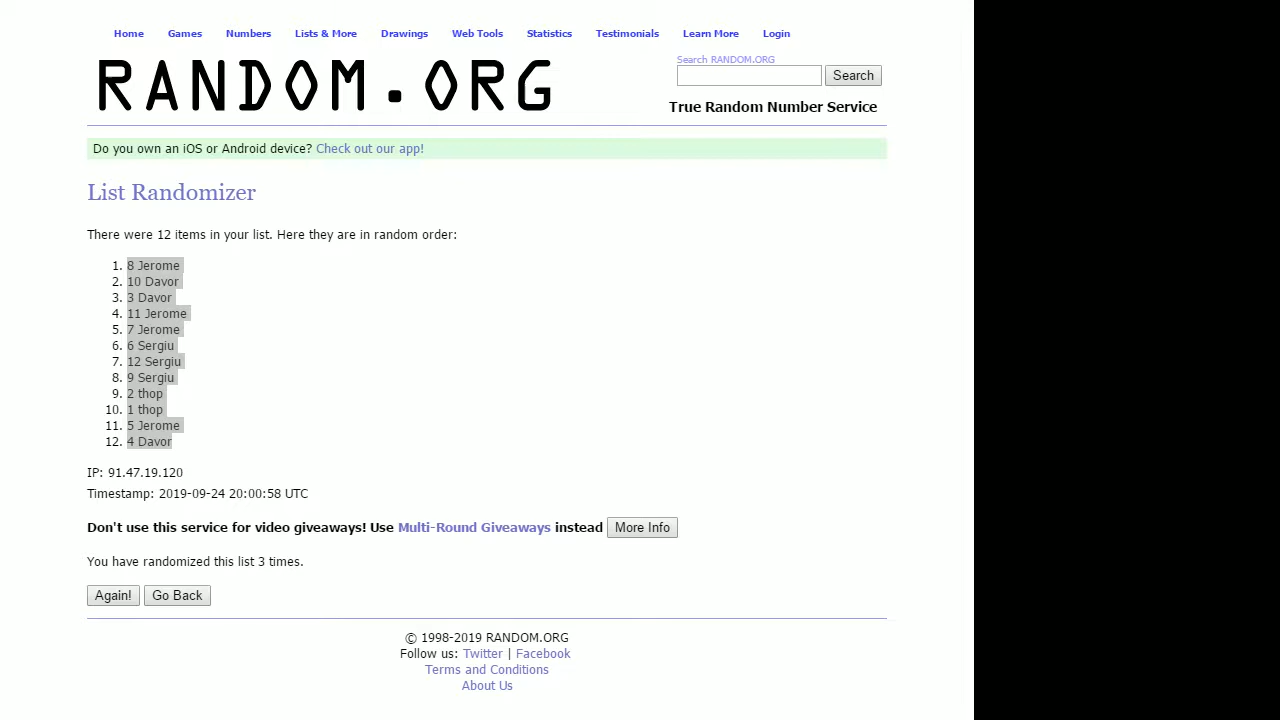 Home Games Numbers Lists & More Drawings Web Tools Statistics Testimonials Learn More Login
RANDOM.ORG
Search RANDOM.ORG
Search
True Random Number Service
Do you own an iOS or Android device? Check out our app!
List Randomizer
There were 12 items in your list. Here they are in random order:
1. 8 Jerome
2. 10 Davor
3. 3 Davor
4. 11 Jerome
5. 7 Jerome
6. 6 Sergiu
7. 12 Sergiu
8. 9 Sergiu
9. 2 thop
10. 1 thop
11. 5 Jerome
12. 4 Davor
IP: 91.47.19.120
Timestamp: 2019-09-24 20:00:58 UTC
Don't use this service for video giveaways! Use Multi-Round Giveaways instead More Info
You have randomized this list 3 times.
Again! Go Back
© 1998-2019 RANDOM.ORG
Follow us: Twitter | Facebook
Terms and Conditions
About Us